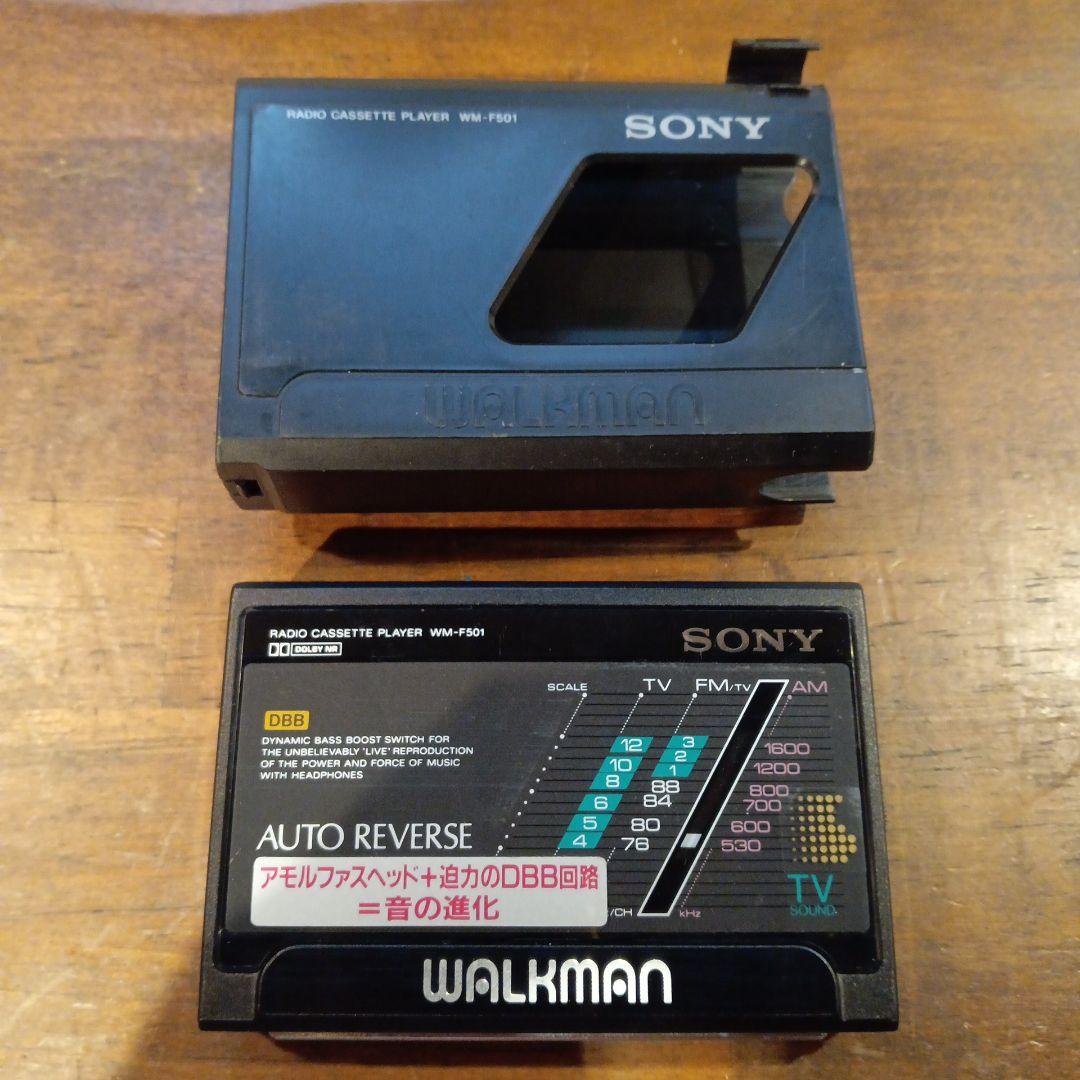 RADIO CASSETTE PLAYER WM-F501
SONY
WALKMAN
RADIO CASSETTE PLAYER WM-F501
SONY
DOLBY NR
SCALE TV FM/TV AM
DBB
DYNAMIC BASS BOOST SWITCH FOR
THE UNBELIEVABLY 'LIVE' REPRODUCTION
OF THE POWER AND FORCE OF MUSIC
WITH HEADPHONES
12 3 1600
10 2 1200
8 1 88 800
6 84 700
5 80 600
4 76 530
AUTO REVERSE
アモルファスヘッド+迫力のDBB回路
=音の進化
/CH kHz
TV
SOUND
WALKMAN